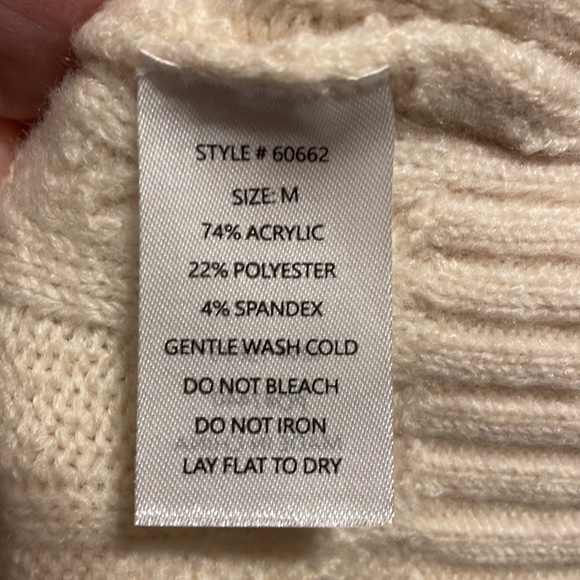 STYLE # 60662
SIZE: M
74% ACRYLIC
22% POLYESTER
4% SPANDEX
GENTLE WASH COLD
DO NOT BLEACH
DO NOT IRON
LAY FLAT TO DRY